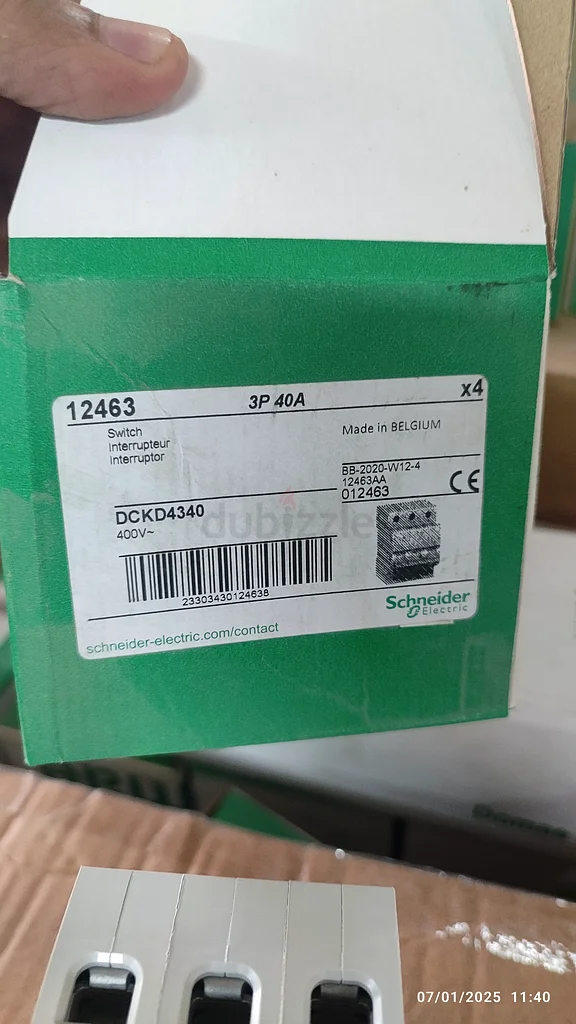 12463 3P 40A x4
Switch
Interrupteur
Interruptor
Made in BELGIUM
BB-2020-W12-4
12463AA
012463
CE
DCKD4340
400V~
23303430124638
Schneider
Electric
schneider-electric.com/contact
dubizzle
07/01/2025 11:40